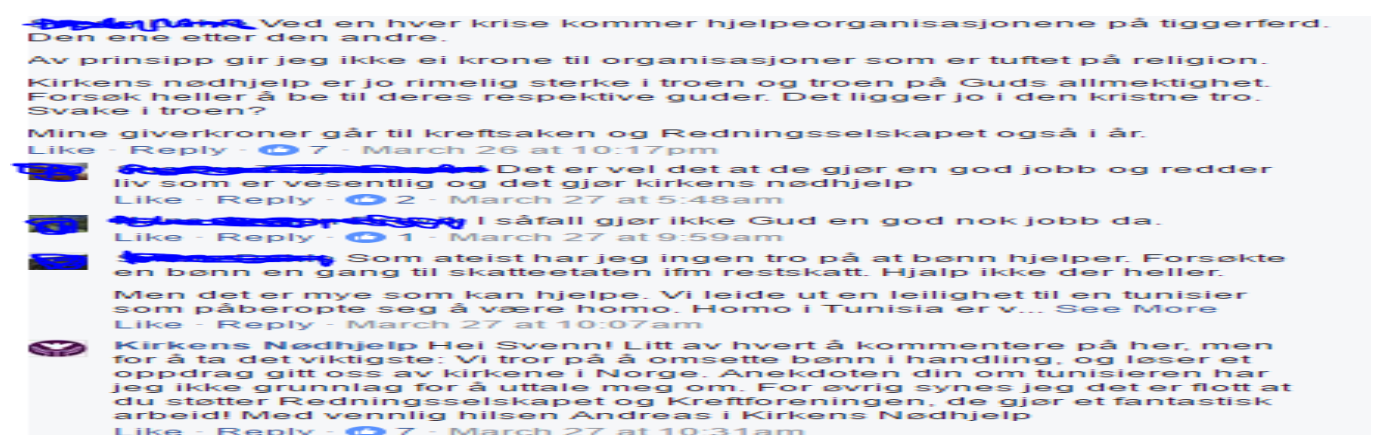 Ved en hver krise kommer hjelpeorganisasjonene på tiggerferd.
Den ene etter den andre.
Av prinsipp gir jeg ikke ei krone til organisasjoner som er tuftet på religion.
Kirkens nødhjelp er jo rimelig sterke i troen og troen på Guds allmektighet.
Forsøk heller å be til deres respektive guder. Det ligger jo i den kristne tro.
Svake i troen?
Mine giverkroner går til kreftsaken og Redningsselskapet også i år.
Like · Reply · 7 · March 26 at 10:17pm
Det er vel det at de gjør en god jobb og redder
liv som er vesentlig og det gjør kirkens nødhjelp
Like · Reply · 2 · March 27 at 5:48am
I såfall gjør ikke Gud en god nok jobb da.
Like · Reply · 1 · March 27 at 9:59am
Som ateist har jeg ingen tro på at bønn hjelper. Forsøkte
en bønn en gang til skatteetaten ifm restskatt. Hjalp ikke der heller.
Men det er mye som kan hjelpe. Vi leide ut en leilighet til en tunisier
som påberopte seg å være homo. Homo i Tunisia er v... See More
Like · Reply · March 27 at 10:07am
Kirkens Nødhjelp Hei Svenn! Litt av hvert å kommentere på her, men
for å ta det viktigste: Vi tror på å omsette bønn i handling, og løser et
oppdrag gitt oss av kirkene i Norge. Anekdoten din om tunisieren har
jeg ikke grunnlag for å uttale meg om. For øvrig synes jeg det er flott at
du støtter Redningsselskapet og Kreftforeningen, de gjør et fantastisk
arbeid! Med vennlig hilsen Andreas i Kirkens Nødhjelp
Like · Reply · 7 · March 27 at 10:31am